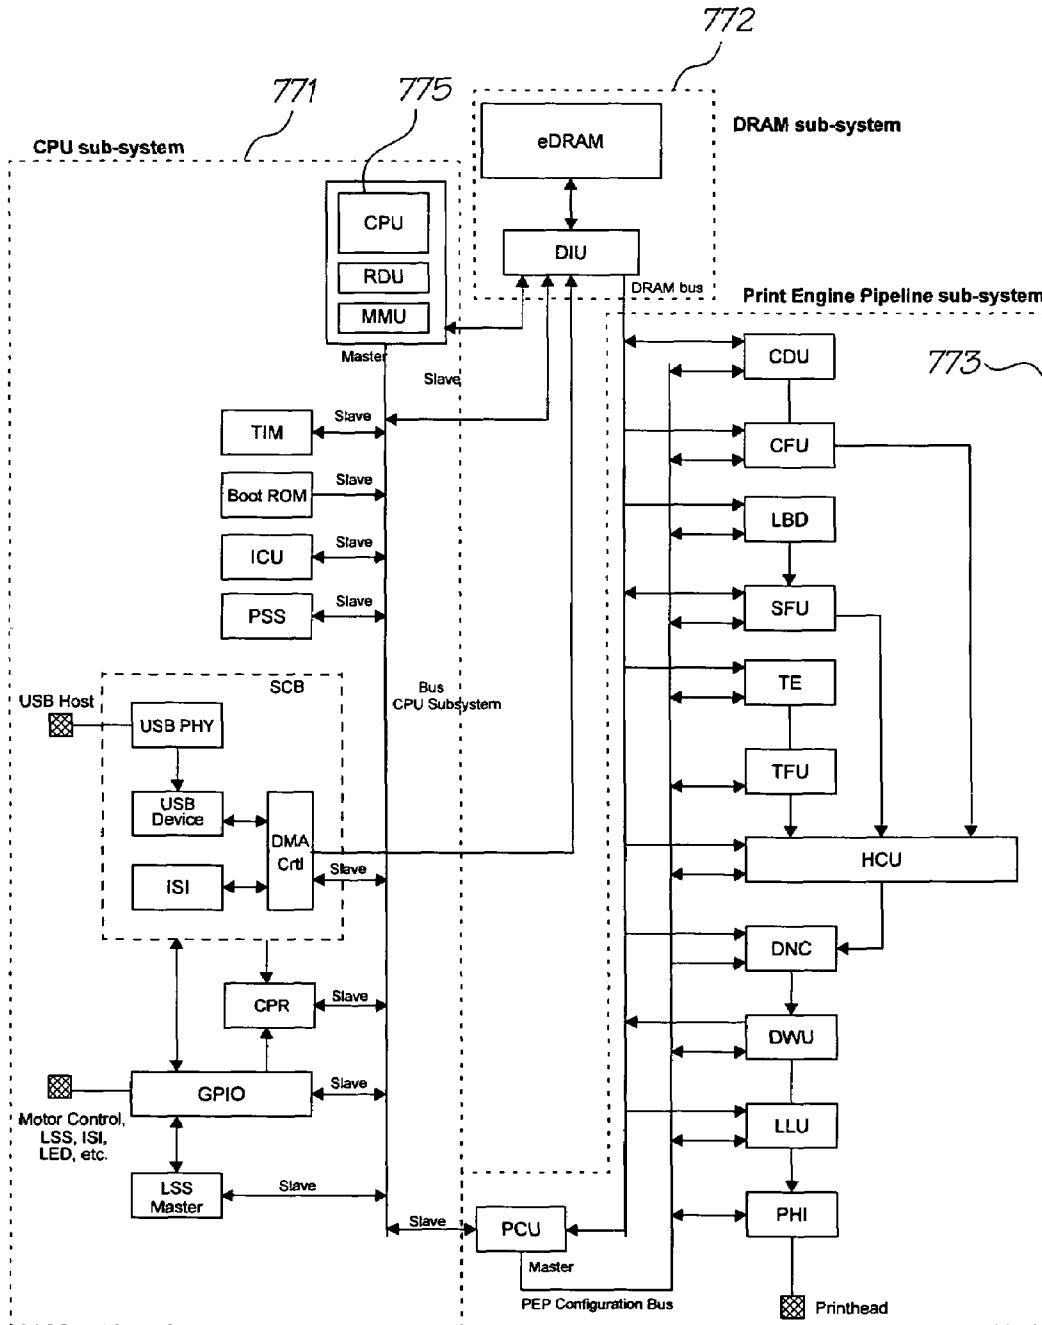 772
771
775
CPU sub-system
DRAM sub-system
eDRAM
CPU
DIU
RDU
DRAM bus
Print Engine Pipeline sub-system
MMU
Master
CDU
773
Slave
Slave
TIM
CFU
Slave
Boot ROM
LBD
Slave
ICU
Slave
PSS
SFU
SCB
Bus
CPU Subsystem
TE
USB Host
USB PHY
TFU
USB
Device
DMA
Crtl
HCU
Slave
ISI
DNC
Slave
CPR
DWU
Slave
GPIO
Motor Control,
LSS, ISI,
LED, etc.
LLU
LSS
Master
Slave
PHI
Slave
PCU
Master
PEP Configuration Bus
Printhead